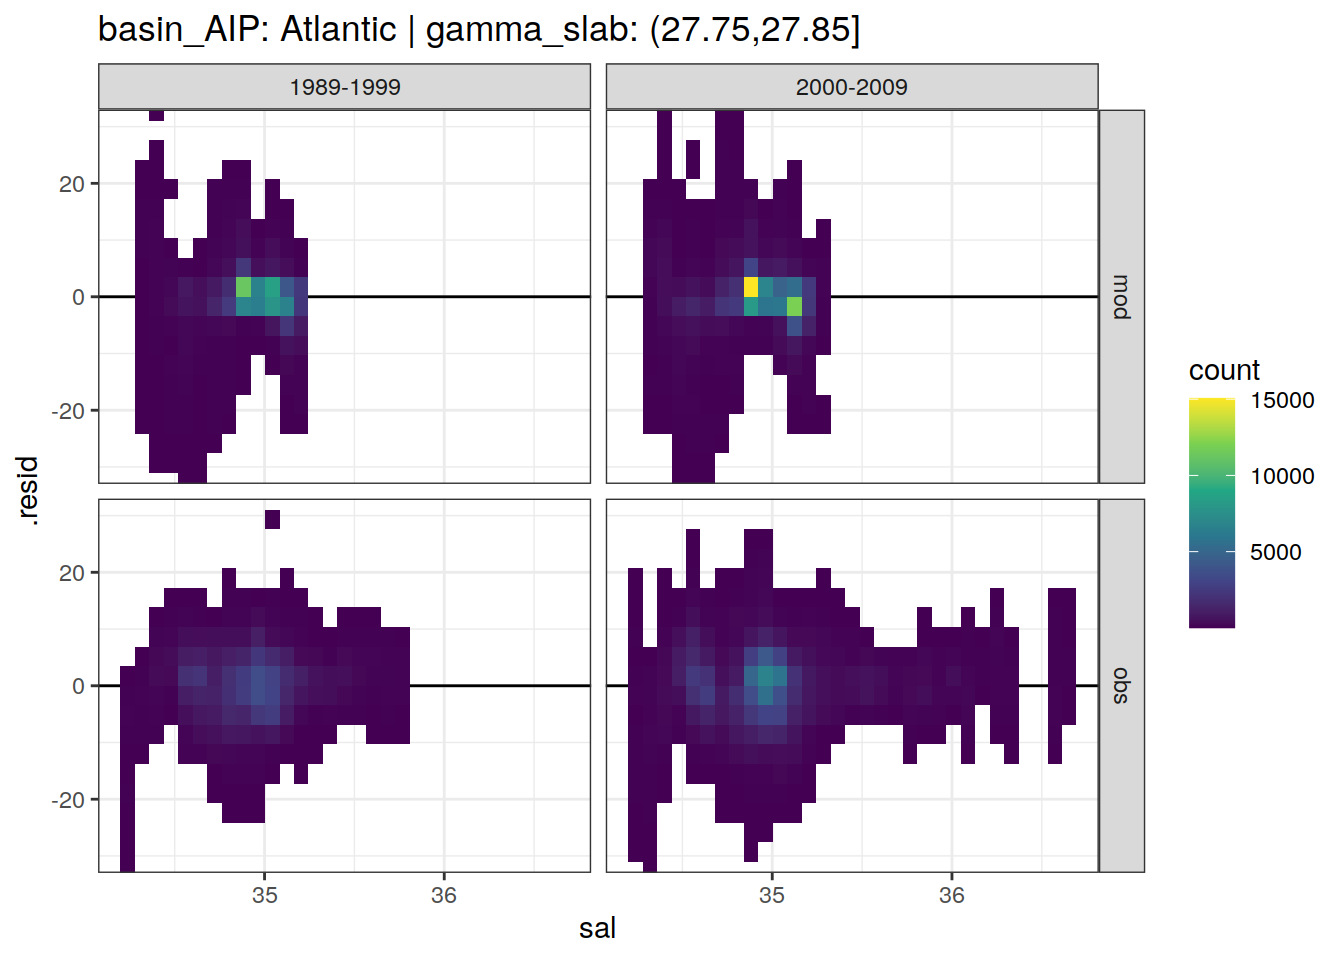 basin_AIP: Atlantic | gamma_slab: (27.75,27.85]
1989-1999
2000-2009
20
0
-20
mod
20
0
-20
obs
.resid
35
36
35
36
sal
count
15000
10000
5000